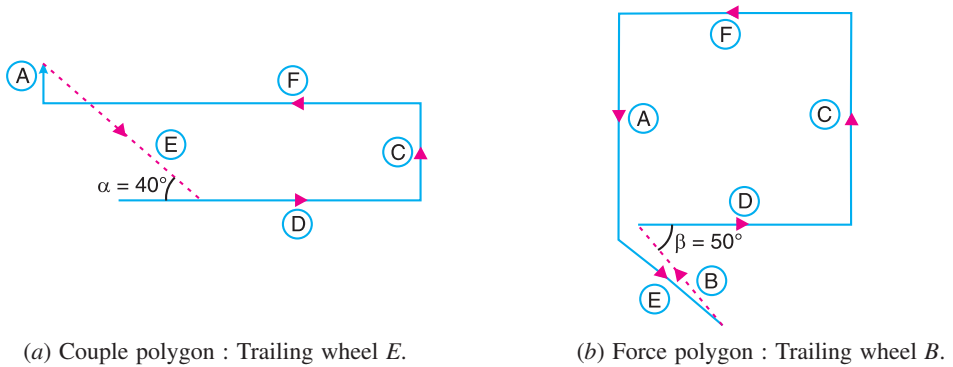 A
F
E
C
α = 40°
D
(a) Couple polygon : Trailing wheel E.
F
A
C
D
β = 50°
B
E
(b) Force polygon : Trailing wheel B.